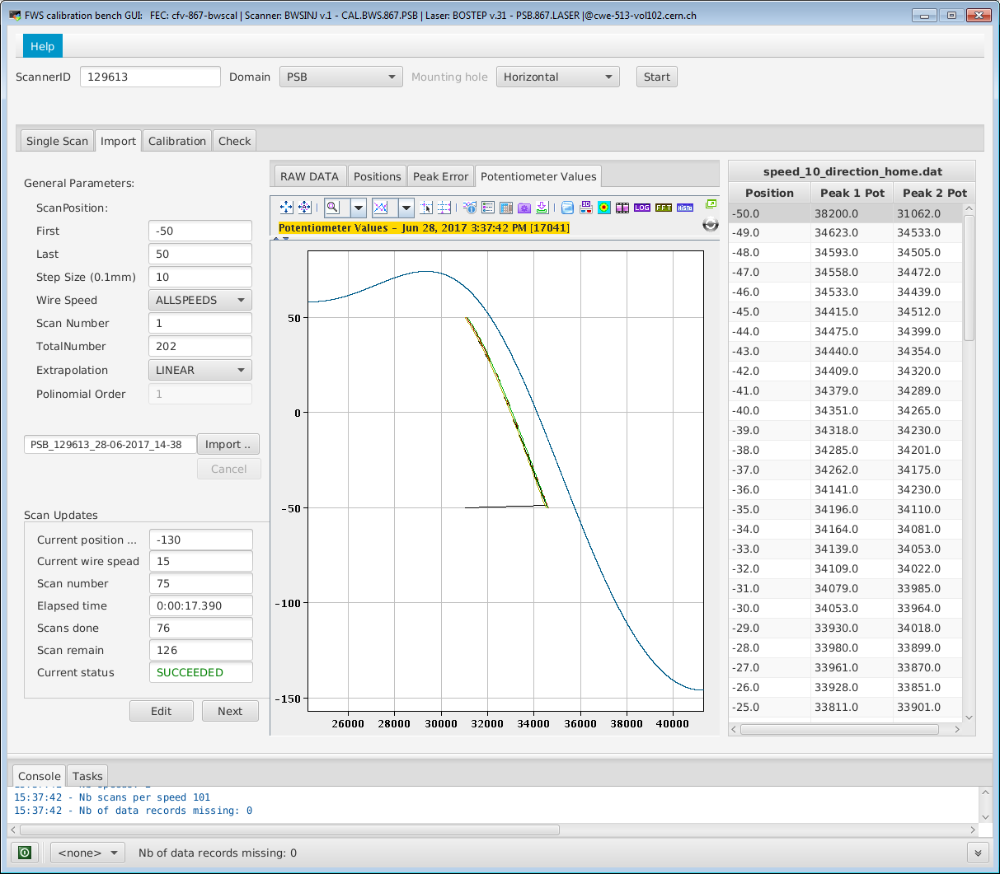 FWS calibration bench GUI: FEC: cfv-867-bwscal | Scanner: BWSINJ v.1 - CAL.BWS.867.PSB | Laser: BOSTEP v.31 - PSB.867.LASER |@cwe-513-vol102.cern.ch
Help
ScannerID 129613 Domain PSB Mounting hole Horizontal Start
Single Scan Import Calibration Check
General Parameters:
ScanPosition:
First -50
Last 50
Step Size (0.1mm) 10
Wire Speed ALLSPEEDS
Scan Number 1
TotalNumber 202
Extrapolation LINEAR
Polinomial Order 1
PSB_129613_28-06-2017_14-38 Import ..
Cancel
Scan Updates
Current position ... -130
Current wire spead 15
Scan number 75
Elapsed time 0:00:17.390
Scans done 76
Scan remain 126
Current status SUCCEEDED
Edit Next
RAW DATA Positions Peak Error Potentiometer Values
3D LOG FFT HISTO
Potentiometer Values - Jun 28, 2017 3:37:42 PM [17041]
50
0
-50
-100
-150
26000 28000 30000 32000 34000 36000 38000 40000
speed_10_direction_home.dat
Position Peak 1 Pot Peak 2 Pot
-50.0 38200.0 31062.0
-49.0 34623.0 34533.0
-48.0 34593.0 34505.0
-47.0 34558.0 34472.0
-46.0 34533.0 34439.0
-45.0 34415.0 34512.0
-44.0 34475.0 34399.0
-43.0 34440.0 34354.0
-42.0 34409.0 34320.0
-41.0 34379.0 34289.0
-40.0 34351.0 34265.0
-39.0 34318.0 34230.0
-38.0 34285.0 34201.0
-37.0 34262.0 34175.0
-36.0 34141.0 34230.0
-35.0 34196.0 34110.0
-34.0 34164.0 34081.0
-33.0 34139.0 34053.0
-32.0 34109.0 34022.0
-31.0 34079.0 33985.0
-30.0 34053.0 33964.0
-29.0 33930.0 34018.0
-28.0 33980.0 33899.0
-27.0 33961.0 33870.0
-26.0 33928.0 33851.0
-25.0 33811.0 33901.0
Console Tasks
15:37:42 - Nb scans per speed 101
15:37:42 - Nb of data records missing: 0
<none> Nb of data records missing: 0